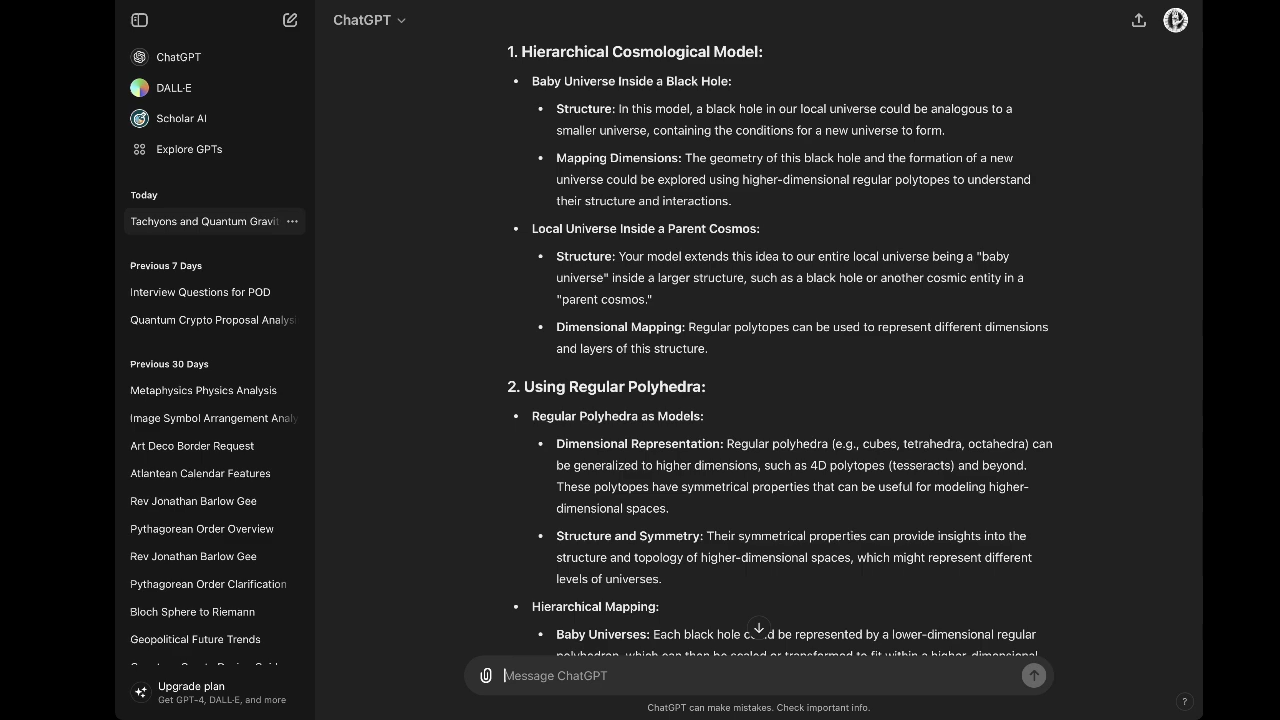 ChatGPT
DALL·E
Scholar AI
Explore GPTs
Today
Tachyons and Quantum Gravit
Previous 7 Days
Interview Questions for POD
Quantum Crypto Proposal Analysi
Previous 30 Days
Metaphysics Physics Analysis
Image Symbol Arrangement Analy
Art Deco Border Request
Atlantean Calendar Features
Rev Jonathan Barlow Gee
Pythagorean Order Overview
Rev Jonathan Barlow Gee
Pythagorean Order Clarification
Bloch Sphere to Riemann
Geopolitical Future Trends
Upgrade plan
Get GPT-4, DALL·E, and more
ChatGPT
1. Hierarchical Cosmological Model:
• Baby Universe Inside a Black Hole:
• Structure: In this model, a black hole in our local universe could be analogous to a
smaller universe, containing the conditions for a new universe to form.
• Mapping Dimensions: The geometry of this black hole and the formation of a new
universe could be explored using higher-dimensional regular polytopes to understand
their structure and interactions.
• Local Universe Inside a Parent Cosmos:
• Structure: Your model extends this idea to our entire local universe being a "baby
universe" inside a larger structure, such as a black hole or another cosmic entity in a
"parent cosmos."
• Dimensional Mapping: Regular polytopes can be used to represent different dimensions
and layers of this structure.
2. Using Regular Polyhedra:
• Regular Polyhedra as Models:
• Dimensional Representation: Regular polyhedra (e.g., cubes, tetrahedra, octahedra) can
be generalized to higher dimensions, such as 4D polytopes (tesseracts) and beyond.
These polytopes have symmetrical properties that can be useful for modeling higher-
dimensional spaces.
• Structure and Symmetry: Their symmetrical properties can provide insights into the
structure and topology of higher-dimensional spaces, which might represent different
levels of universes.
• Hierarchical Mapping:
• Baby Universes: Each black hole could be represented by a lower-dimensional regular
polyhedron, which can then be scaled or transformed to fit within a higher-dimensional
Message ChatGPT
ChatGPT can make mistakes. Check important info.
?